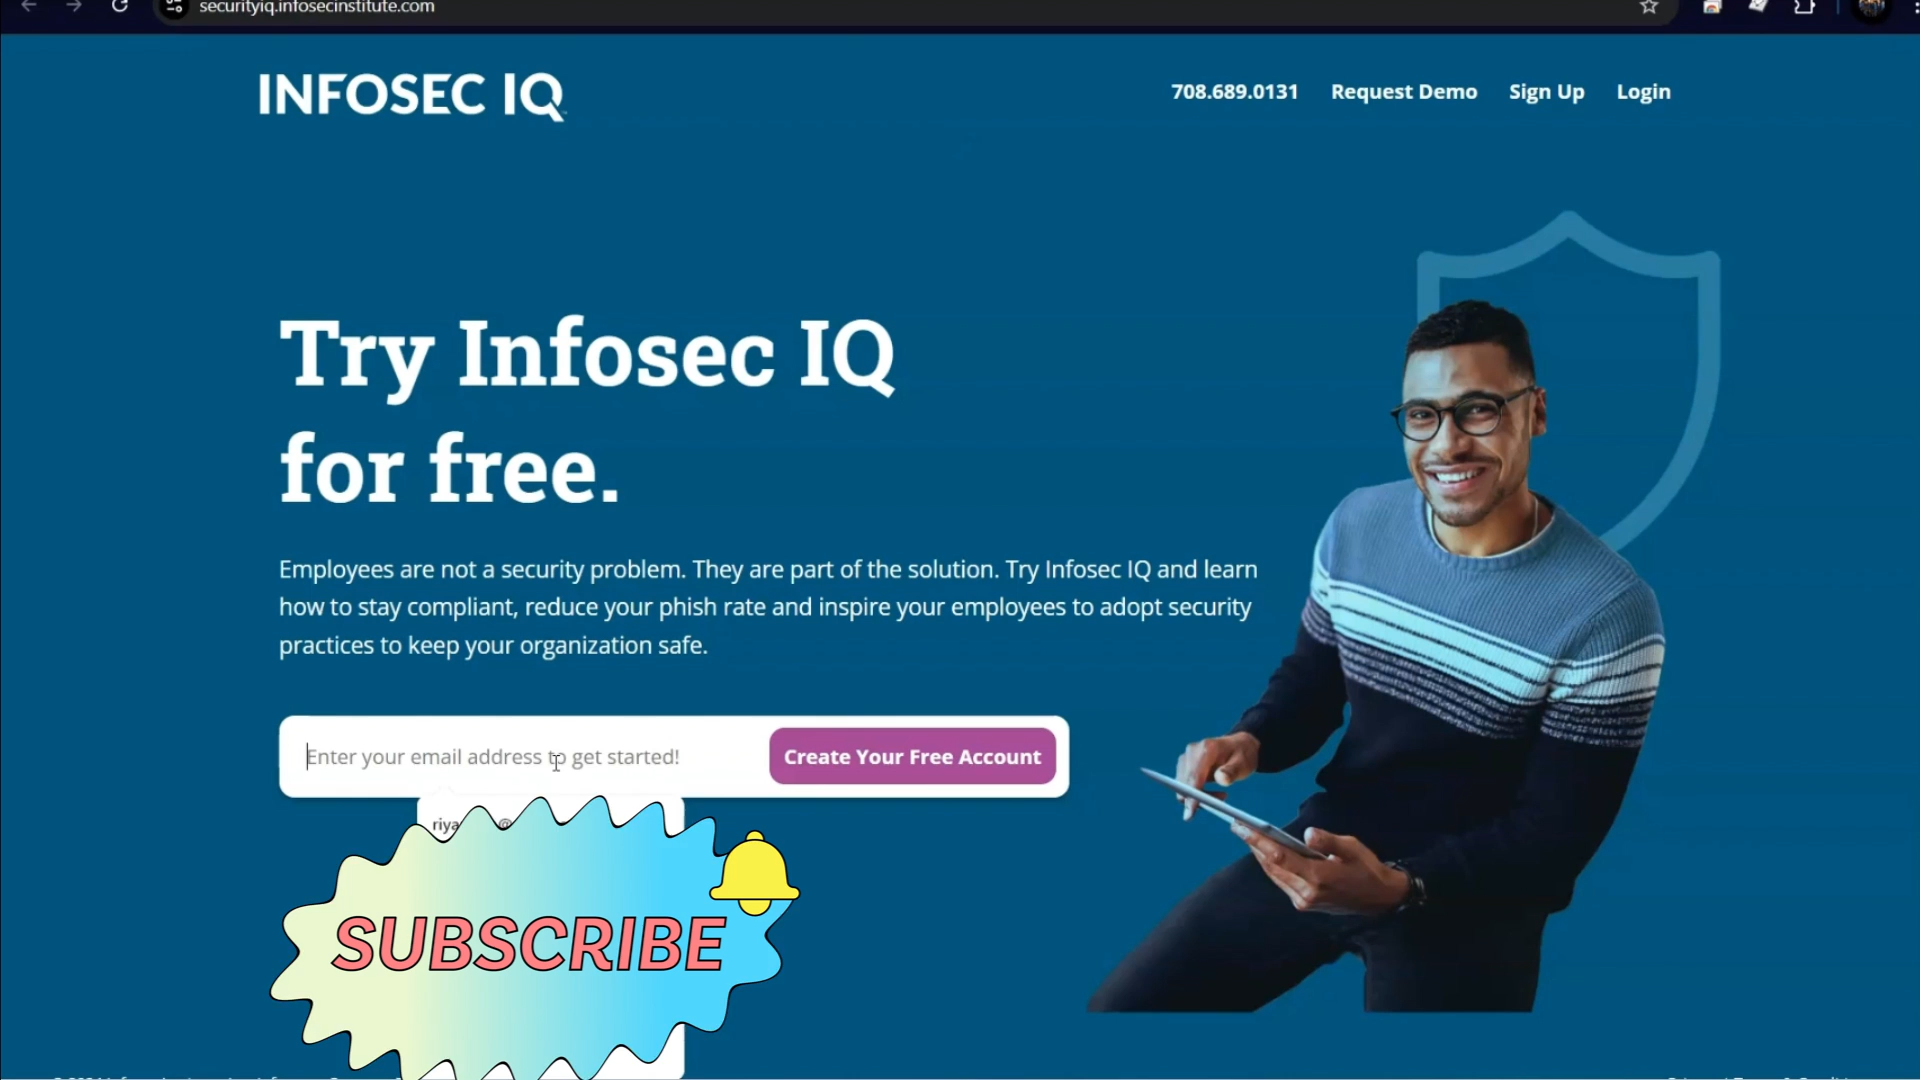 securityiq.infosecinstitute.com
INFOSEC IQ
708.689.0131 Request Demo Sign Up Login
Try Infosec IQ
for free.
Employees are not a security problem. They are part of the solution. Try Infosec IQ and learn
how to stay compliant, reduce your phish rate and inspire your employees to adopt security
practices to keep your organization safe.
Enter your email address to get started! Create Your Free Account
SUBSCRIBE